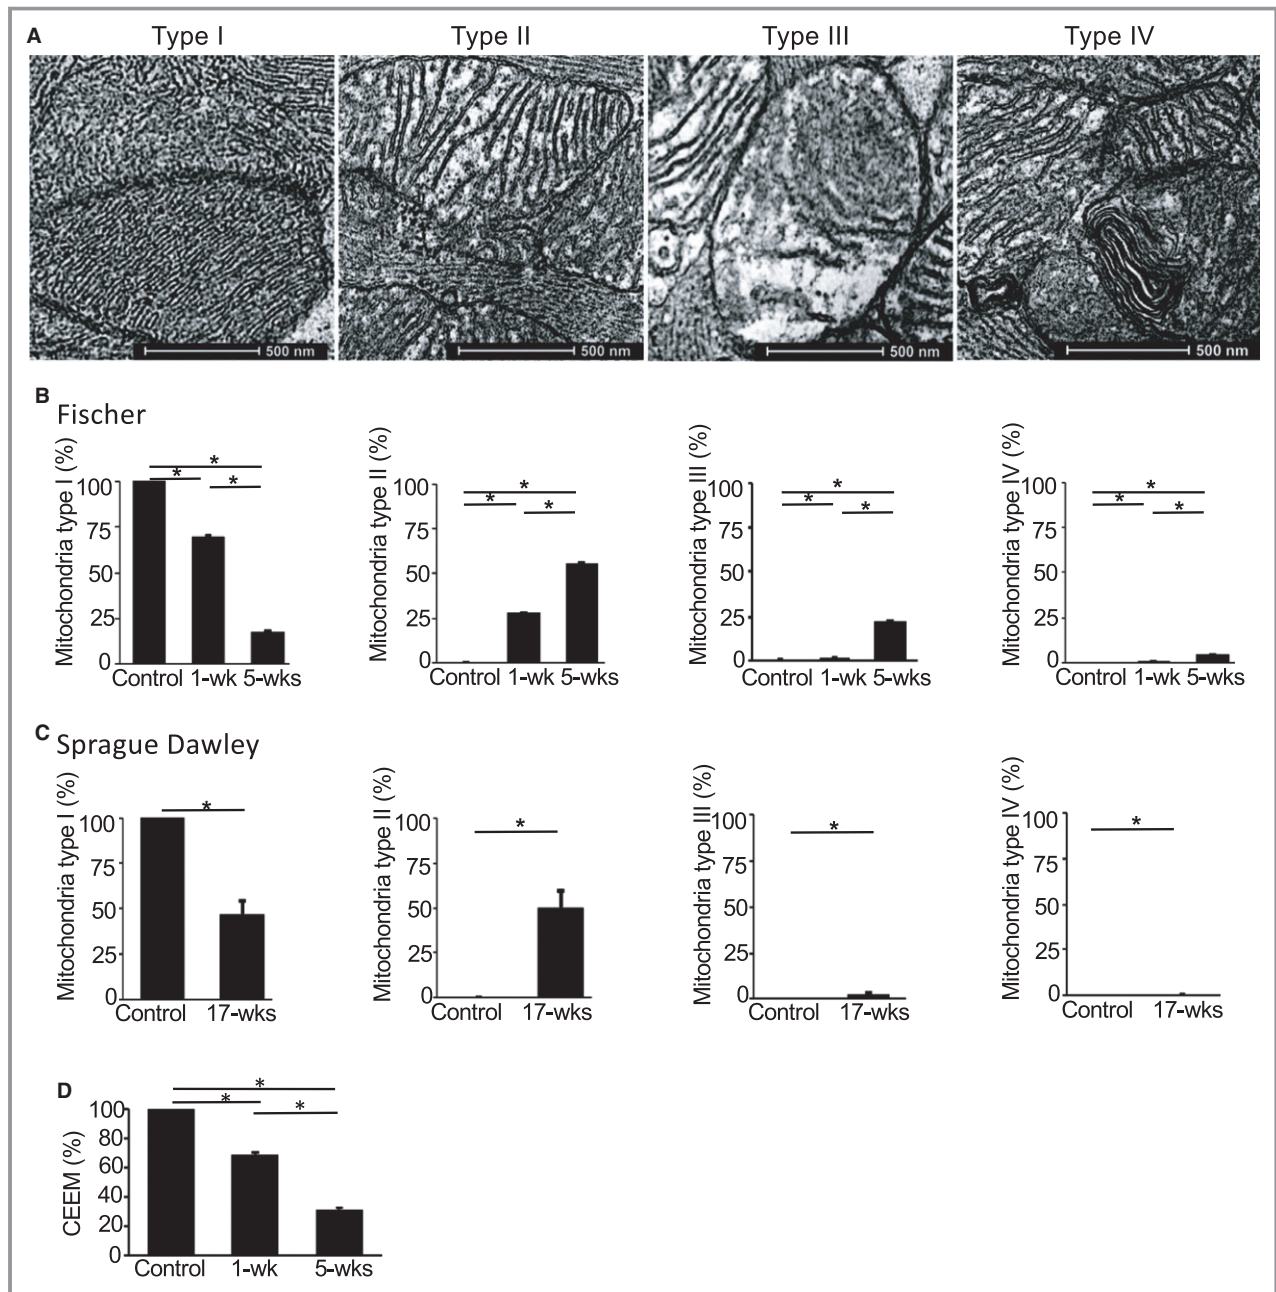 A
Type I
Type II
Type III
Type IV
500 nm
500 nm
500 nm
500 nm
B
Fischer
Mitochondria type I (%)
100
75
50
25
0
* * *
Control 1-wk 5-wks
Mitochondria type II (%)
100
75
50
25
0
* * *
Control 1-wk 5-wks
Mitochondria type III (%)
100
75
50
25
0
* * *
Control 1-wk 5-wks
Mitochondria type IV (%)
100
75
50
25
0
* * *
Control 1-wk 5-wks
C
Sprague Dawley
Mitochondria type I (%)
100
75
50
25
0
*
Control 17-wks
Mitochondria type II (%)
100
75
50
25
0
*
Control 17-wks
Mitochondria type III (%)
100
75
50
25
0
*
Control 17-wks
Mitochondria type IV (%)
100
75
50
25
0
*
Control 17-wks
D
CEEM (%)
100
80
60
40
20
0
* * *
Control 1-wk 5-wks